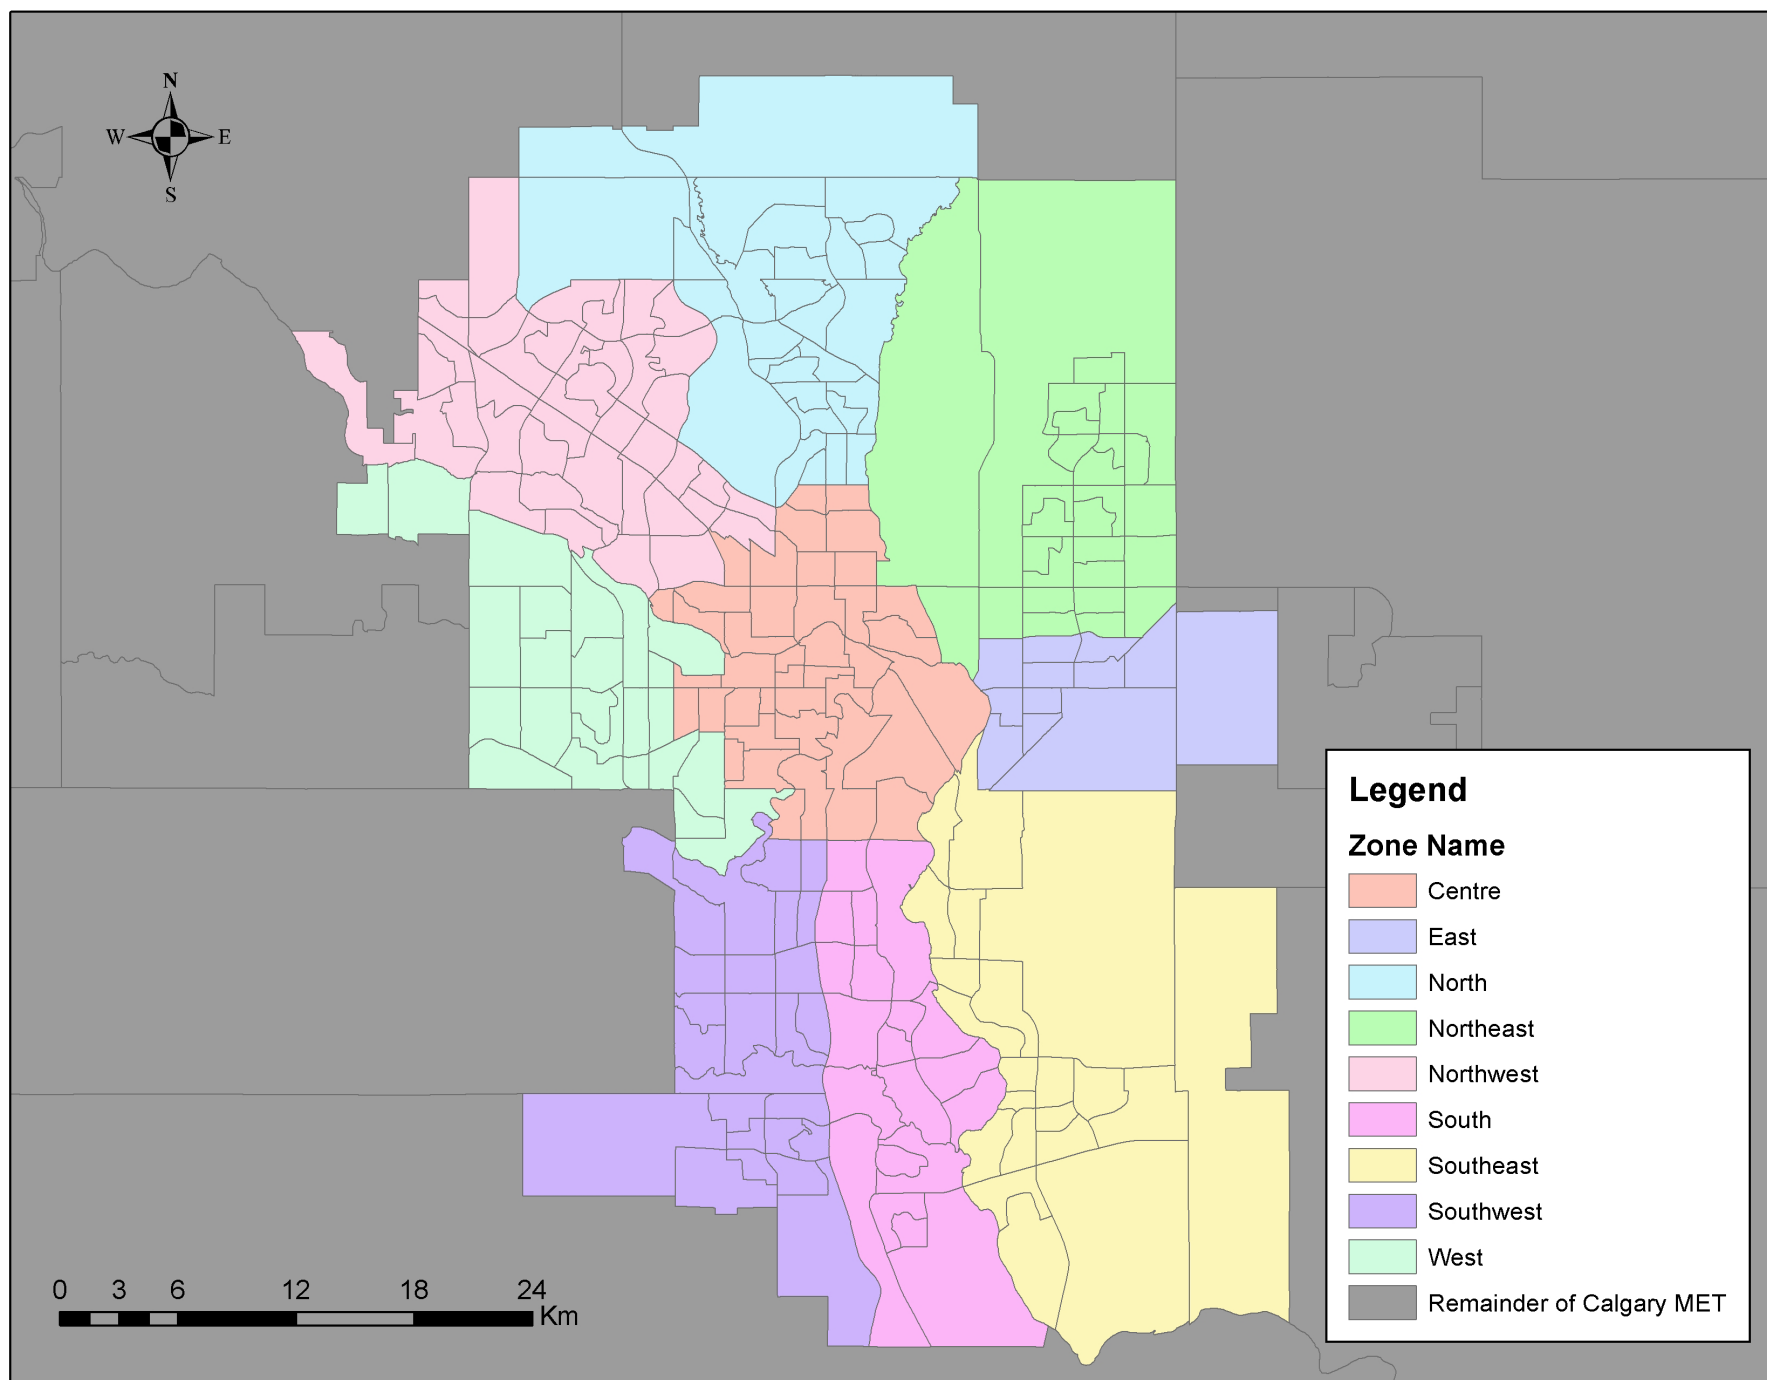 N
W E
S
Legend
Zone Name
Centre
East
North
Northeast
Northwest
South
Southeast
Southwest
West
Remainder of Calgary MET
0 3 6 12 18 24
Km